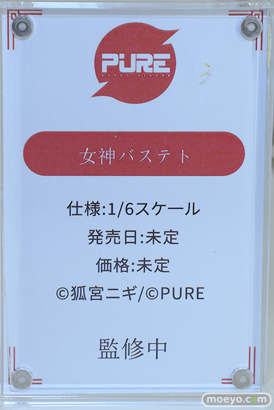 PURE
女神バステト
仕様:1/6スケール
発売日:未定
価格:未定
©狐宮ニギ/©PURE
監修中
moeyo.com